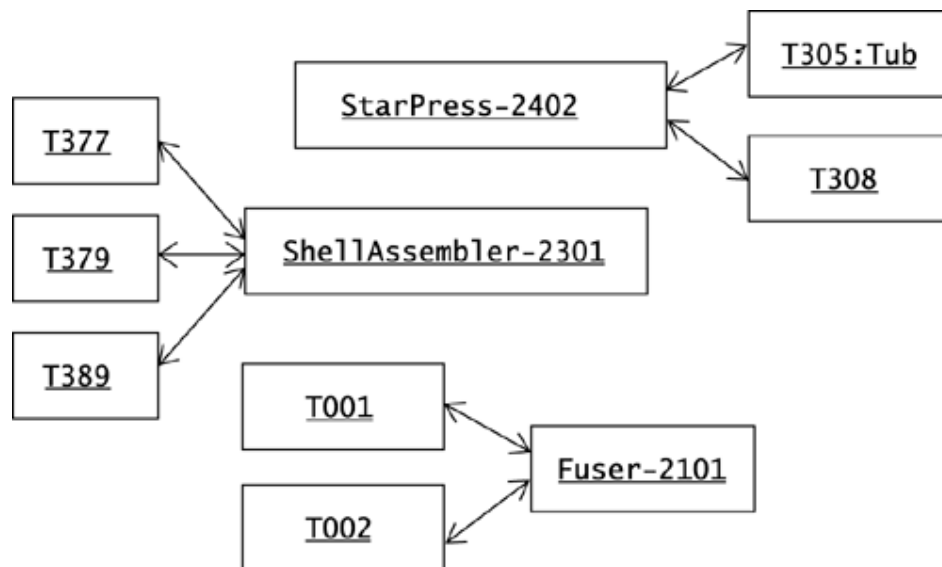 T305:Tub
StarPress-2402
T377
T308
ShellAssembler-2301
T379
T389
T001
Fuser-2101
T002